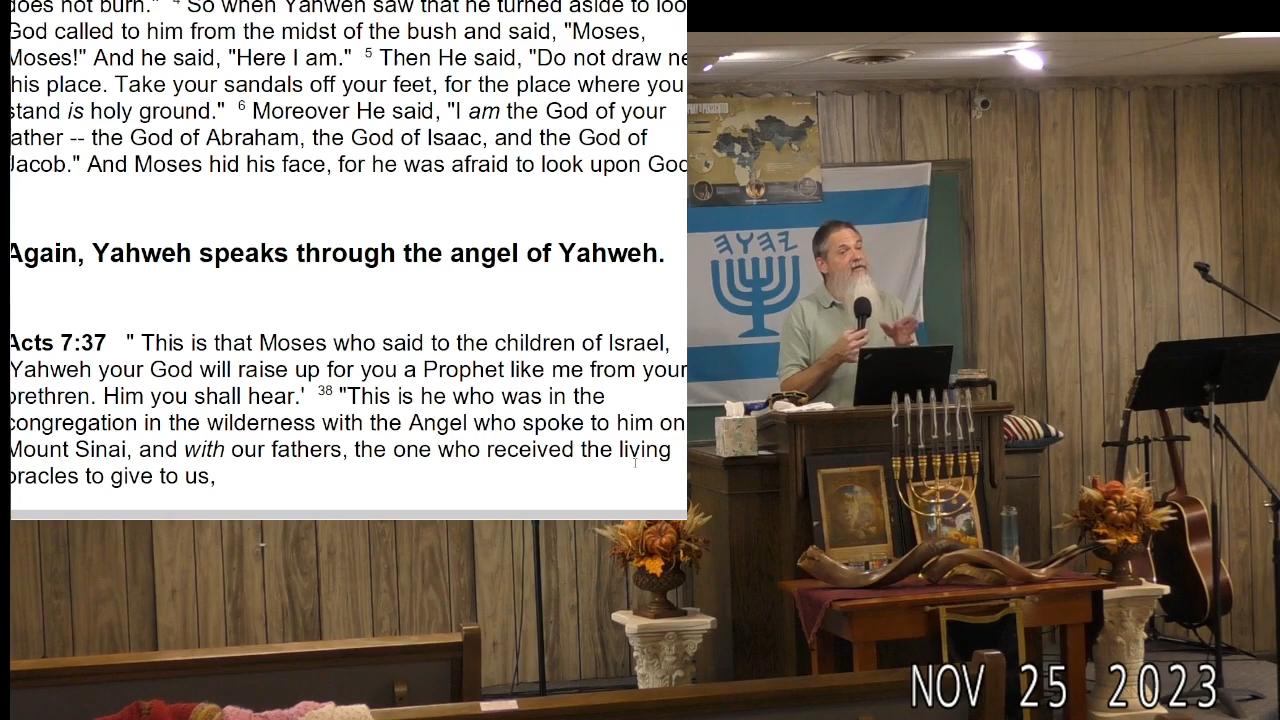 does not burn." 4 So when Yahweh saw that he turned aside to loo
God called to him from the midst of the bush and said, "Moses,
Moses!" And he said, "Here I am." 5 Then He said, "Do not draw ne
his place. Take your sandals off your feet, for the place where you
stand is holy ground." 6 Moreover He said, "I am the God of your
ather -- the God of Abraham, the God of Isaac, and the God of
Jacob." And Moses hid his face, for he was afraid to look upon God
Again, Yahweh speaks through the angel of Yahweh.
Acts 7:37 " This is that Moses who said to the children of Israel,
Yahweh your God will raise up for you a Prophet like me from your
brethren. Him you shall hear.' 38 "This is he who was in the
congregation in the wilderness with the Angel who spoke to him on
Mount Sinai, and with our fathers, the one who received the living
oracles to give to us,
𐤉𐤄𐤅𐤄
NOV 25 2023